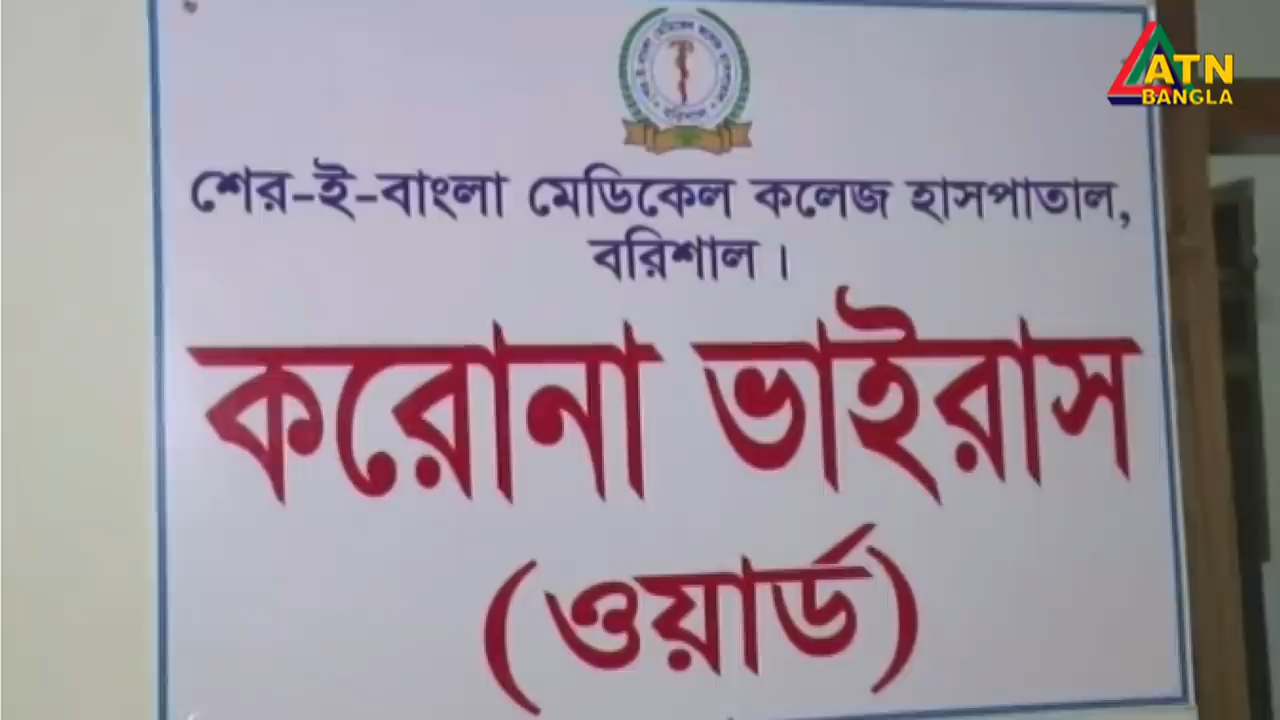 ATN
BANGLA
শের-ই-বাংলা মেডিকেল কলেজ হাসপাতাল,
বরিশাল।
করোনা ভাইরাস
(ওয়ার্ড)